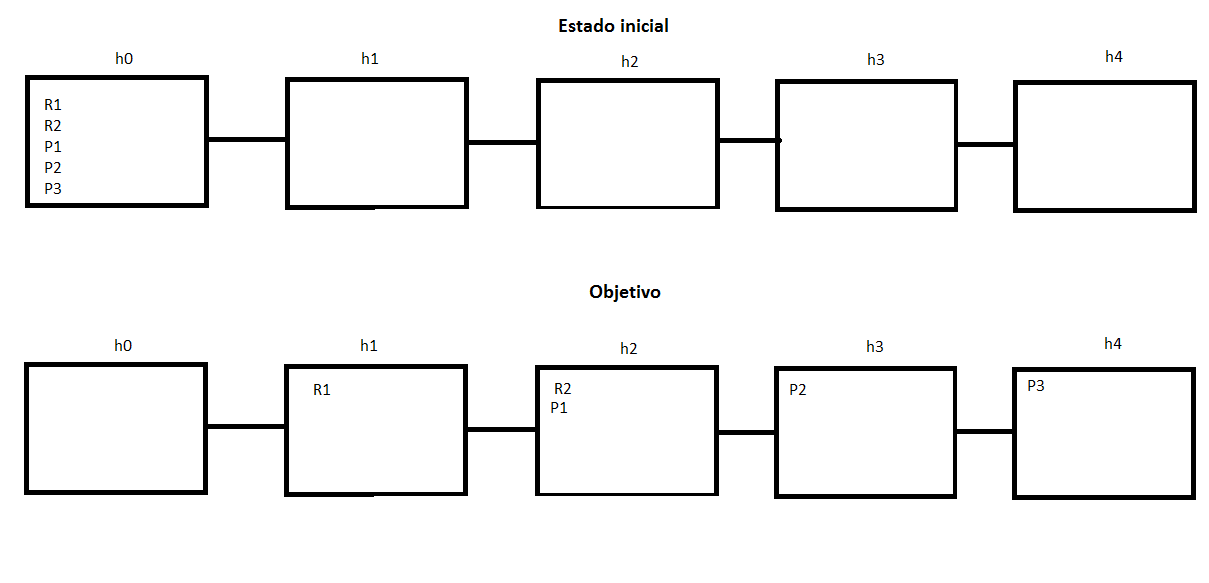 Estado inicial
h0
h1
h2
h3
h4
R1
R2
P1
P2
P3
Objetivo
h0
h1
h2
h3
h4
R1
R2
P1
P2
P3